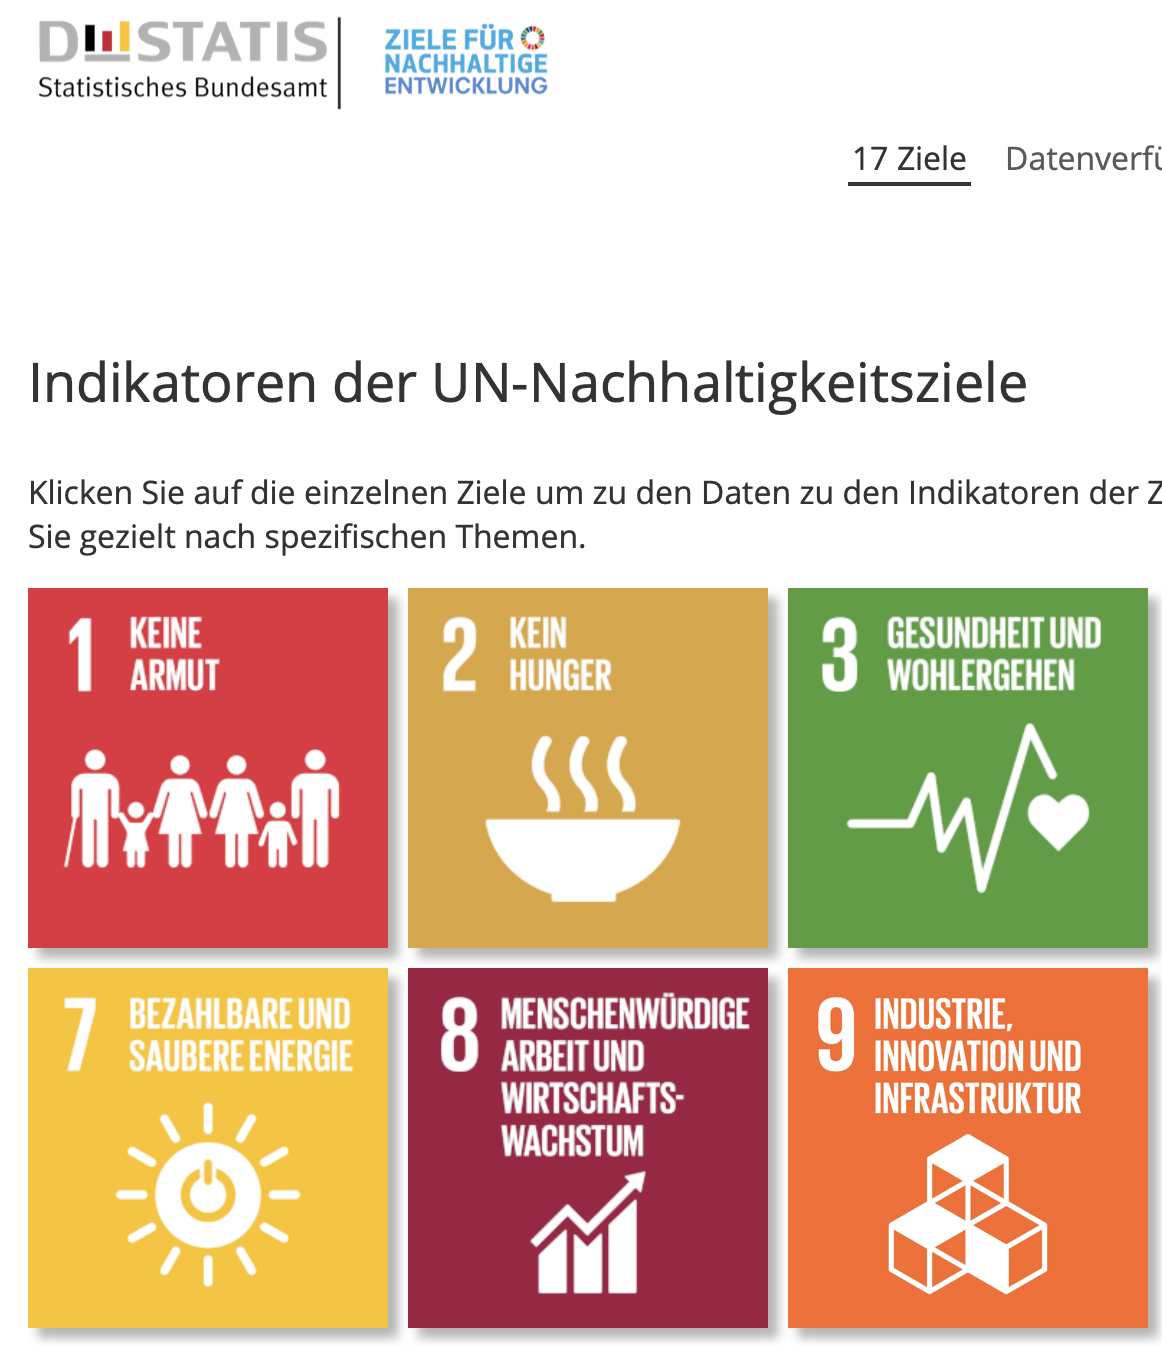 DESTATIS
Statistisches Bundesamt
ZIELE FÜR
NACHHALTIGE
ENTWICKLUNG
17 Ziele
Indikatoren der UN-Nachhaltigkeitsziele
Klicken Sie auf die einzelnen Ziele um zu den Daten zu den Indikatoren der
Sie gezielt nach spezifischen Themen.
1 KEINE
ARMUT
2 KEIN
HUNGER
3 GESUNDHEIT UND
WOHLERGEHEN
7 BEZAHLBARE UND
SAUBERE ENERGIE
8 MENSCHENWÜRDIGE
ARBEIT UND
WIRTSCHAFTS-
WACHSTUM
9 INDUSTRIE,
INNOVATION UND
INFRASTRUKTUR